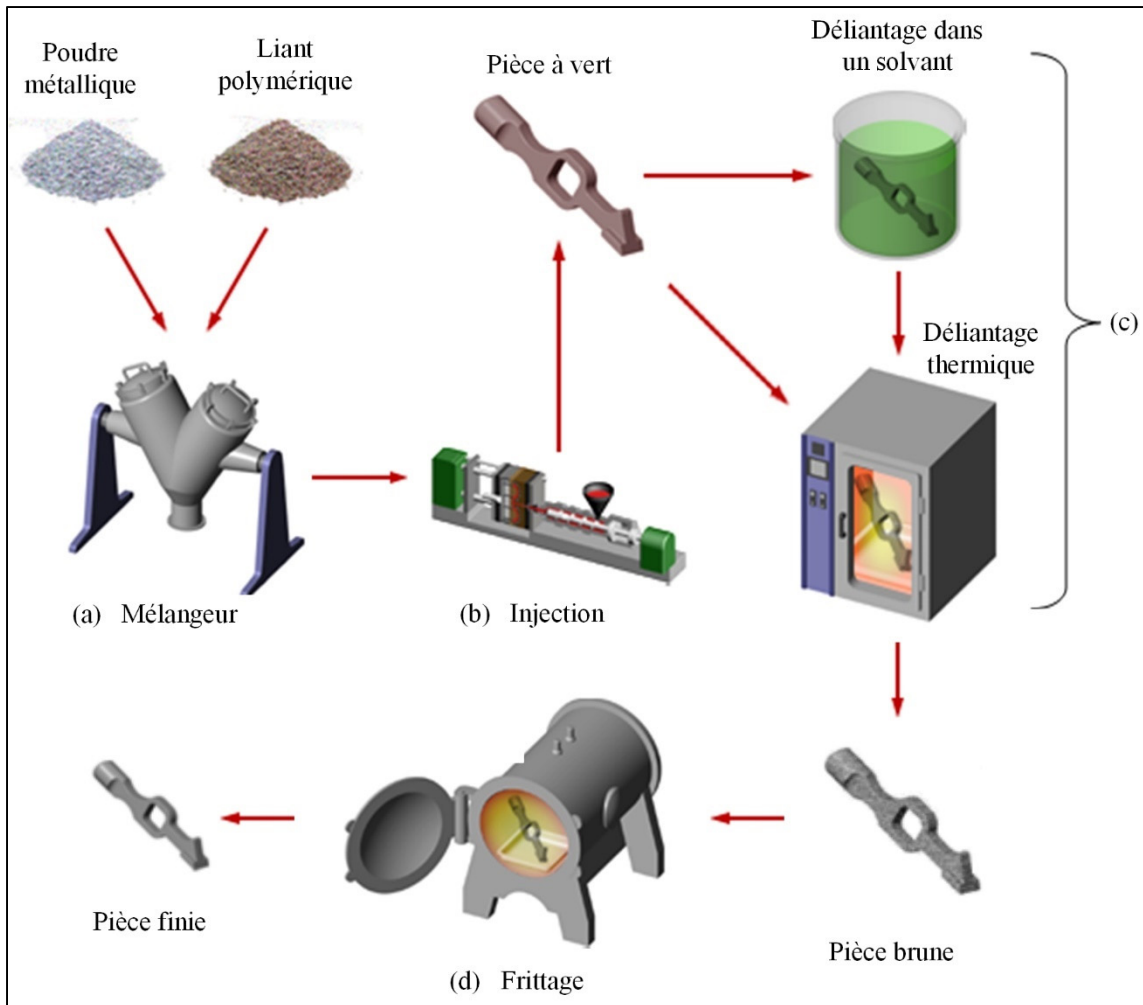 Poudre
métallique
Liant
polymérique
Pièce à vert
Déliantage dans
un solvant
Déliantage
thermique
(c)
(a) Mélangeur
(b) Injection
Pièce finie
(d) Frittage
Pièce brune